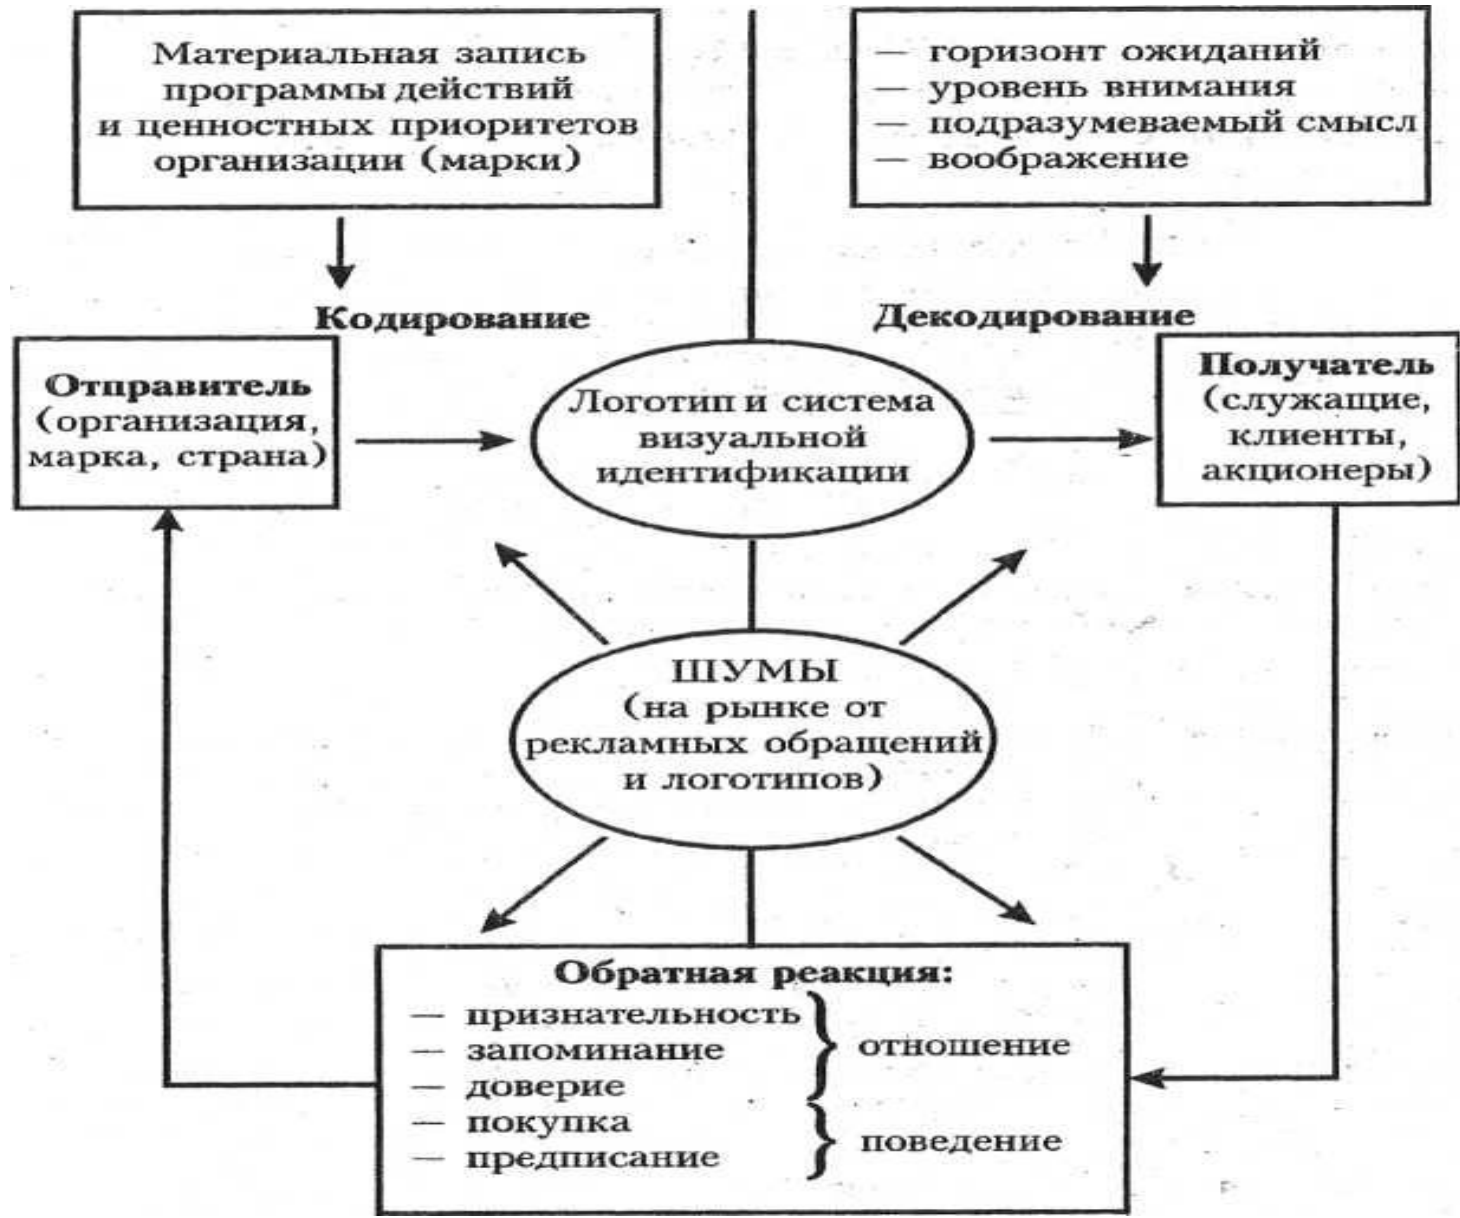 Материальная запись
программы действий
и ценностных приоритетов
организации (марки)
— горизонт ожиданий
— уровень внимания
— подразумеваемый смысл
— воображение
Кодирование
Декодирование
Отправитель
(организация,
марка, страна)
Логотип и система
визуальной
идентификации
Получатель
(служащие,
клиенты,
акционеры)
ШУМЫ
(на рынке от
рекламных обращений
и логотипов)
Обратная реакция:
— признательность
— запоминание
— доверие
отношение
— покупка
— предписание
поведение